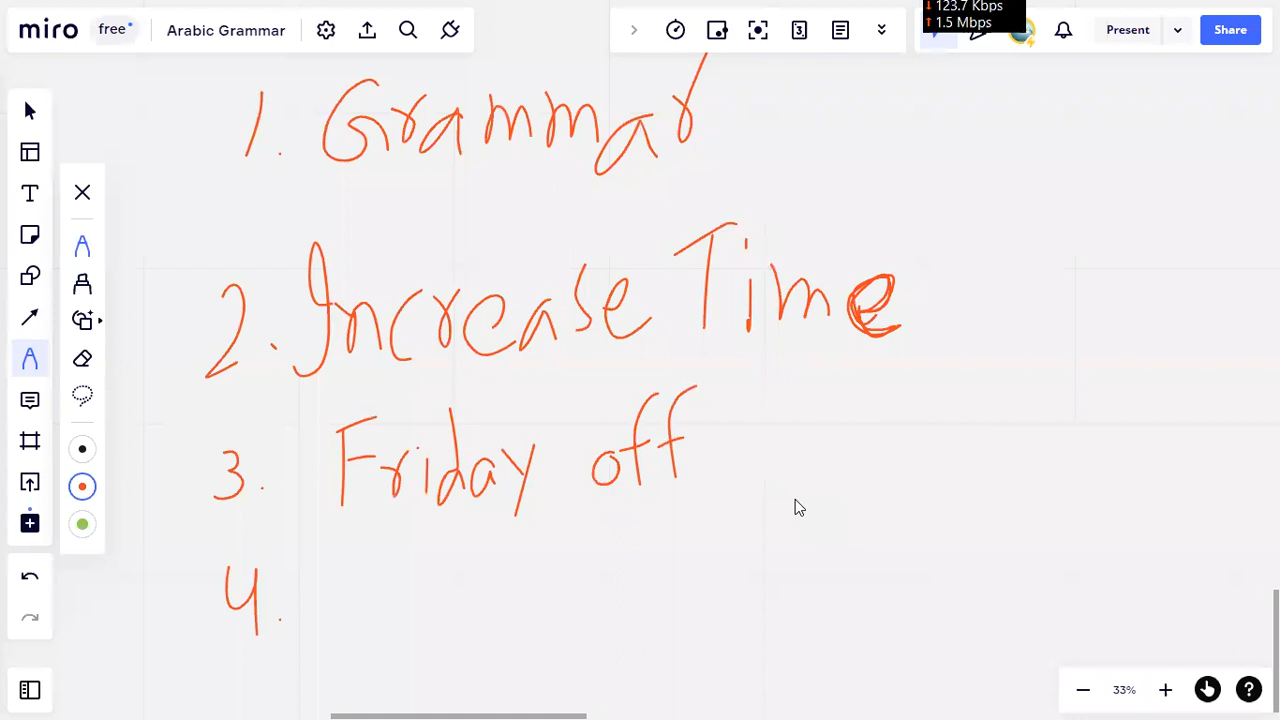 ↓ 123.7 Kbps
↑ 1.5 Mbps
miro free Arabic Grammar Present Share
1. Grammar
2. Increase Time
3. Friday off
4.
33%